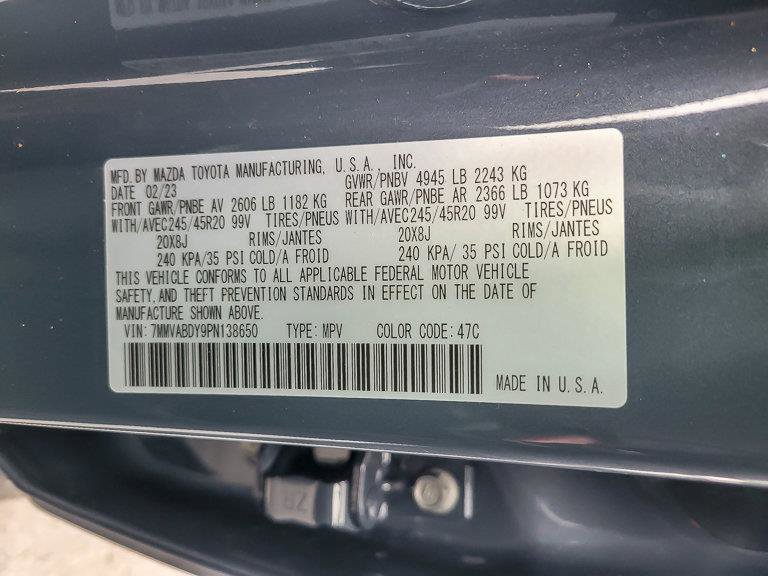 MFD. BY MAZDA TOYOTA MANUFACTURING, U.S.A., INC.
DATE 02/23 GVWR/PNBV 4945 LB 2243 KG
FRONT GAWR/PNBE AV 2606 LB 1182 KG REAR GAWR/PNBE AR 2366 LB 1073 KG
WITH/AVEC245/45R20 99V TIRES/PNEUS WITH/AVEC245/45R20 99V TIRES/PNEUS
20X8J RIMS/JANTES 20X8J RIMS/JANTES
240 KPA/ 35 PSI COLD/A FROID 240 KPA/ 35 PSI COLD/A FROID
THIS VEHICLE CONFORMS TO ALL APPLICABLE FEDERAL MOTOR VEHICLE
SAFETY, AND THEFT PREVENTION STANDARDS IN EFFECT ON THE DATE OF
MANUFACTURE SHOWN ABOVE.
VIN: 7MMVABDY9PN138650 TYPE: MPV COLOR CODE: 47C
MADE IN U.S.A.